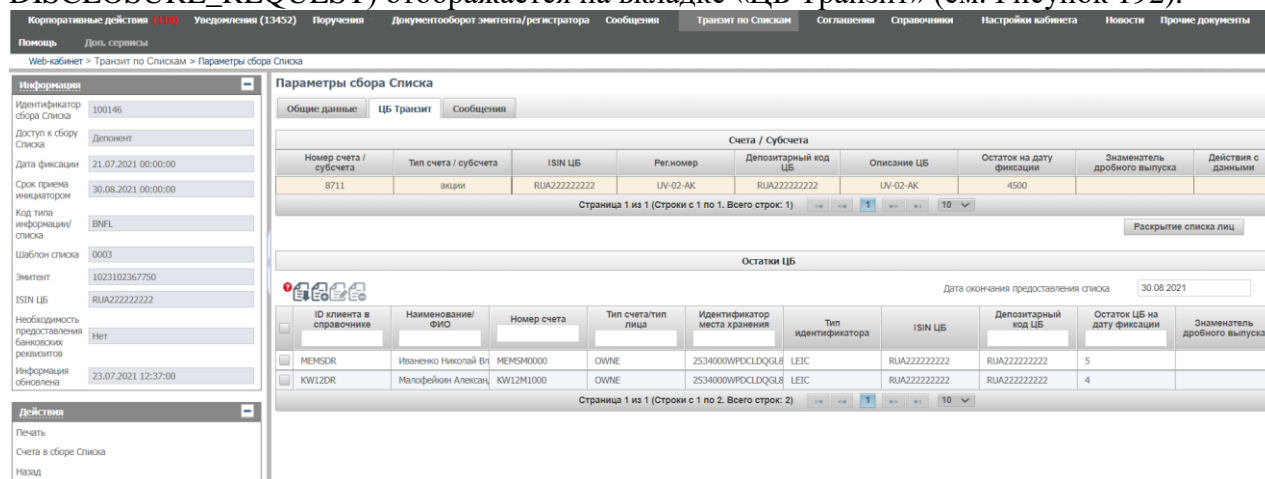 DISCLOSURE_REQUEST) отображается на вкладке «ЦБ Транзит» (см. Рисунок 192).
Корпоративные действия Уведомления (13452) Поручения Документооборот эмитента/регистратора Сообщения Транзит по Спискам Соглашения Справочники Настройки кабинета Новости Прочие документы
Помощь Доп. сервисы
Web-кабинет > Транзит по Спискам > Параметры сбора Списка
Информация
Идентификатор сбора Списка 100146
Доступ к сбору Списка Депонент
Дата фиксации 21.07.2021 00:00:00
Срок приема инициатором 30.08.2021 00:00:00
Код типа информации/ списка BNFL
Шаблон списка 0003
Эмитент 1023102367750
ISIN ЦБ RUA222222222
Необходимость предоставления банковских реквизитов Нет
Информация обновлена 23.07.2021 12:37:00
Действия
Печать
Счета в сборе Списка
Назад
Параметры сбора Списка
Общие данные ЦБ Транзит Сообщения
Счета / Субсчета
Номер счета / субсчета Тип счета / субсчета ISIN ЦБ Рег.номер Депозитарный код ЦБ Описание ЦБ Остаток на дату фиксации Знаменатель дробного выпуска Действия с данными
8711 акции RUA222222222 UV-02-AK RUA222222222 UV-02-AK 4500
Страница 1 из 1 (Строки с 1 по 1. Всего строк: 1) 1 10
Раскрытие списка лиц
Остатки ЦБ
Дата окончания предоставления списка 30.08.2021
ID клиента в справочнике Наименование/ ФИО Номер счета Тип счета/тип лица Идентификатор места хранения Тип идентификатора ISIN ЦБ Депозитарный код ЦБ Остаток ЦБ на дату фиксации Знаменатель дробного выпуска
MEMSDR Иваненко Николай Вл MEMSM0000 OWNE 2534000WPDCLDQGL8 LEIC RUA222222222 RUA222222222 5
KW12DR Малофейкин Алексан KW12M1000 OWNE 2534000WPDCLDQGL8 LEIC RUA222222222 RUA222222222 4
Страница 1 из 1 (Строки с 1 по 2. Всего строк: 2) 1 10